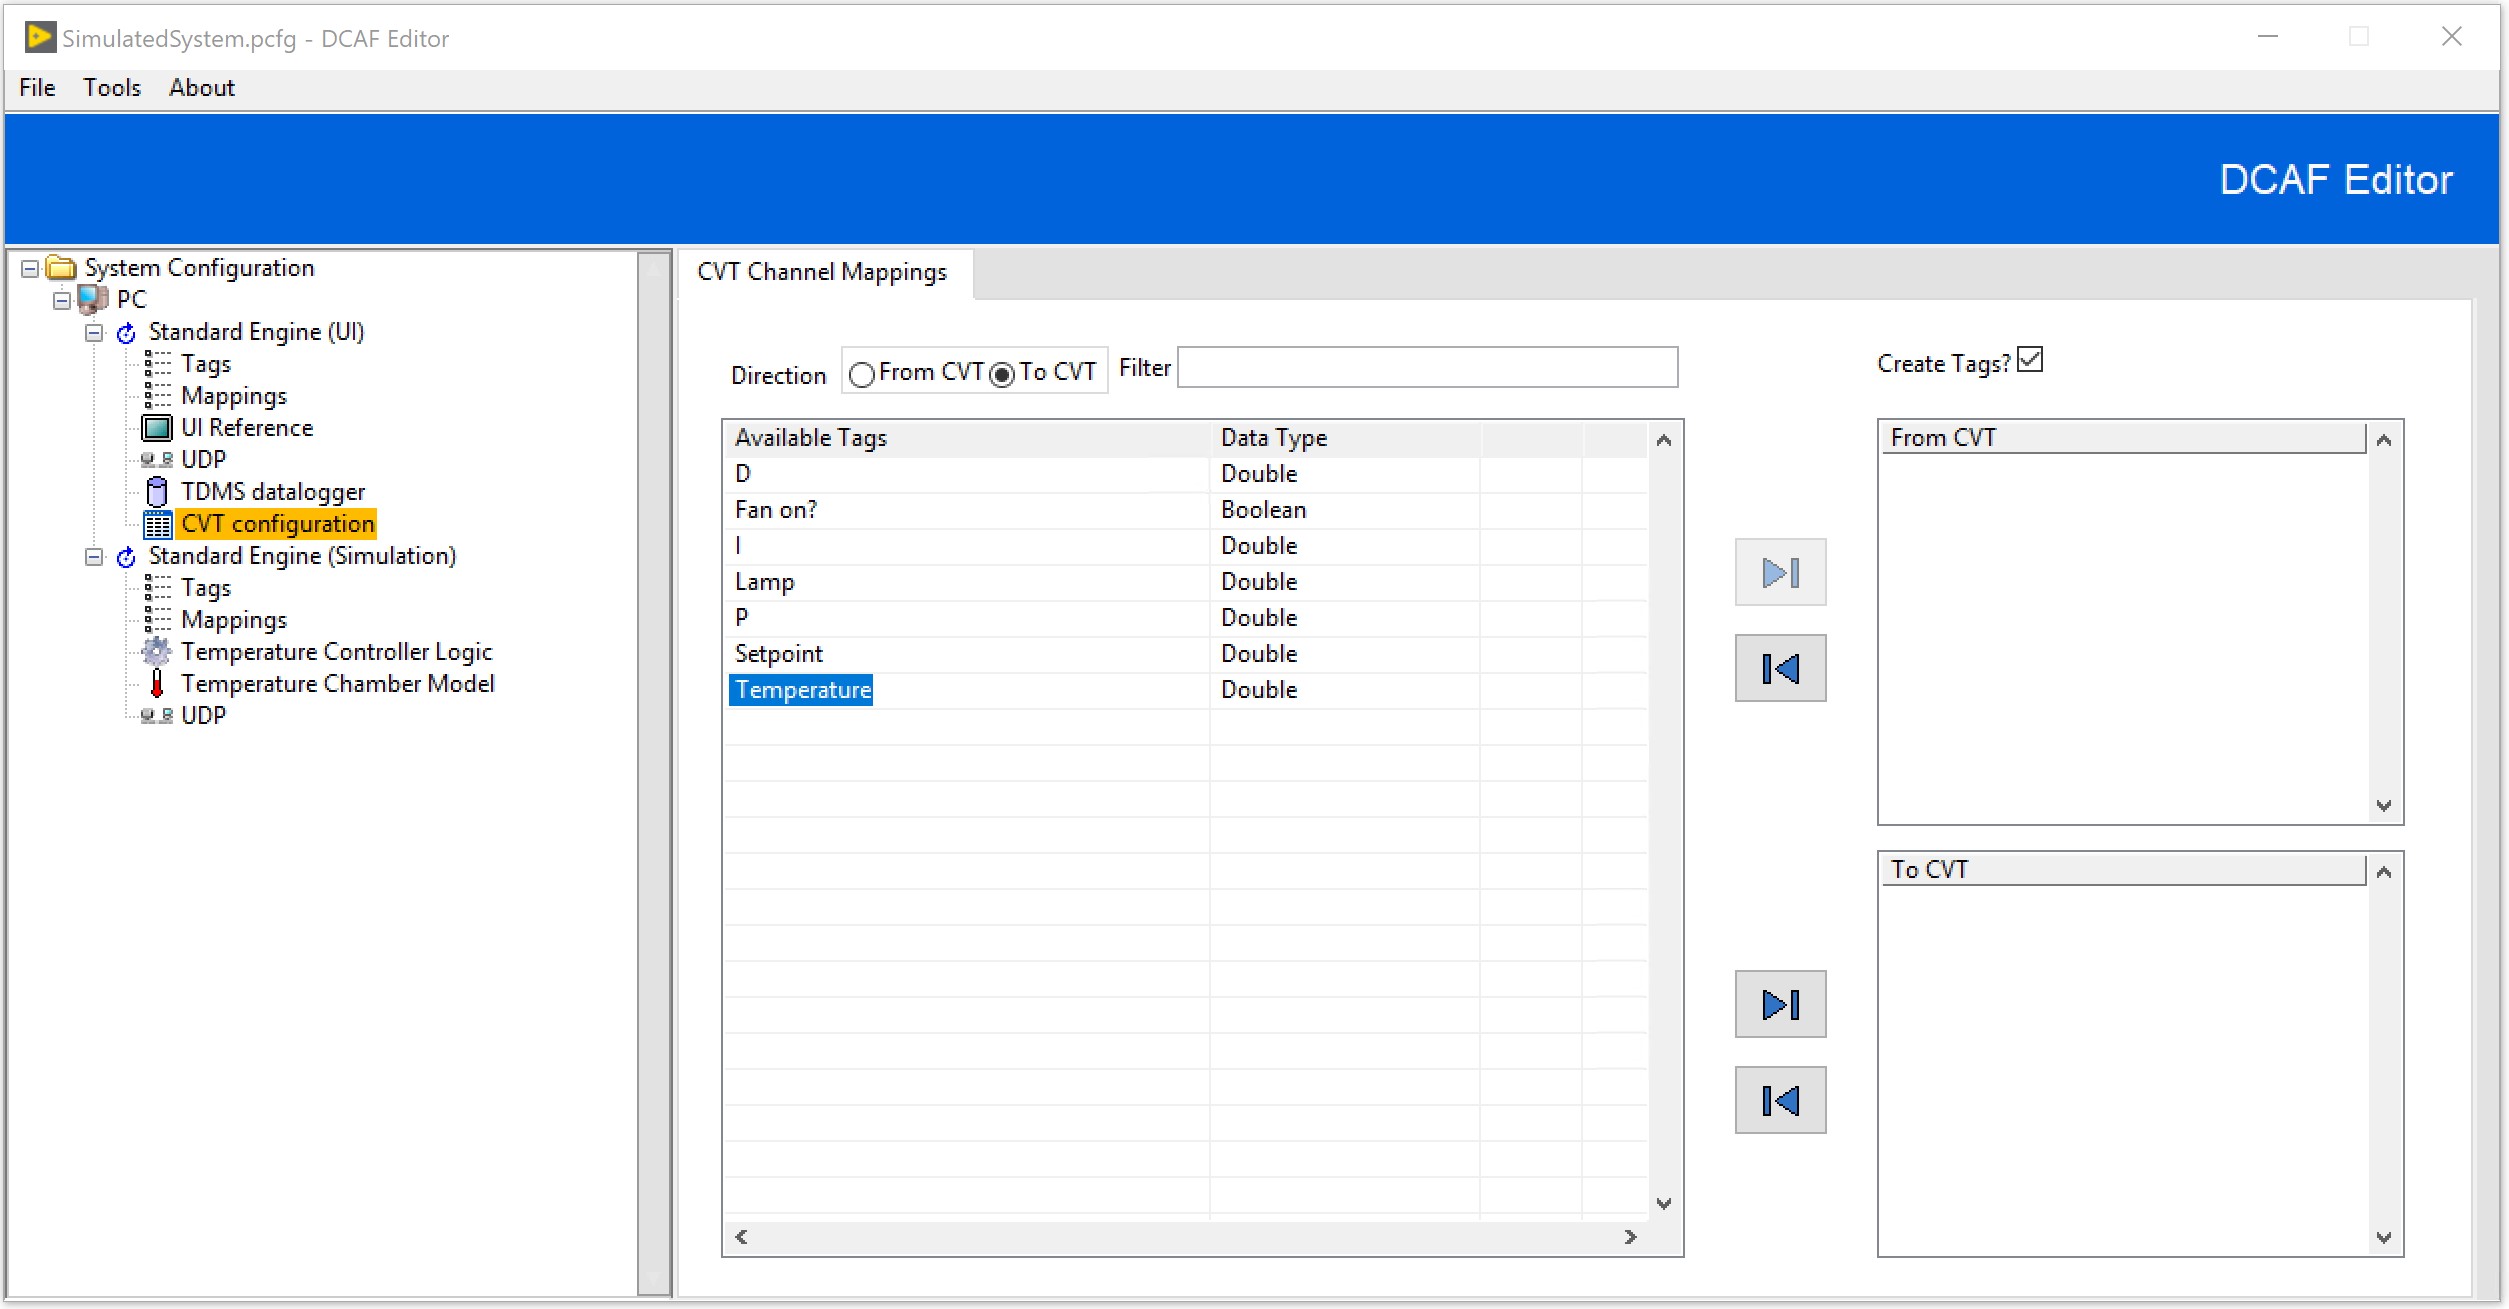 SimulatedSystem.pcfg - DCAF Editor
File Tools About
DCAF Editor
System Configuration
PC
Standard Engine (UI)
Tags
Mappings
UI Reference
UDP
TDMS datalogger
CVT configuration
Standard Engine (Simulation)
Tags
Mappings
Temperature Controller Logic
Temperature Chamber Model
UDP
CVT Channel Mappings
Direction From CVT To CVT Filter
Create Tags?
Available Tags Data Type
D Double
Fan on? Boolean
I Double
Lamp Double
P Double
Setpoint Double
Temperature Double
From CVT
To CVT